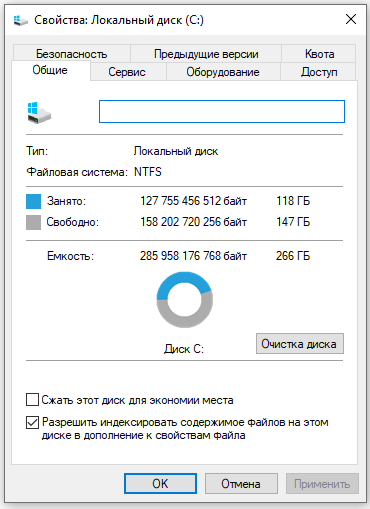 Свойства: Локальный диск (C:)
Безопасность Предыдущие версии Квота
Общие Сервис Оборудование Доступ
Тип: Локальный диск
Файловая система: NTFS
Занято: 127 755 456 512 байт 118 ГБ
Свободно: 158 202 720 256 байт 147 ГБ
Емкость: 285 958 176 768 байт 266 ГБ
Диск C:
Очистка диска
Сжать этот диск для экономии места
Разрешить индексировать содержимое файлов на этом
диске в дополнение к свойствам файла
OK Отмена Применить